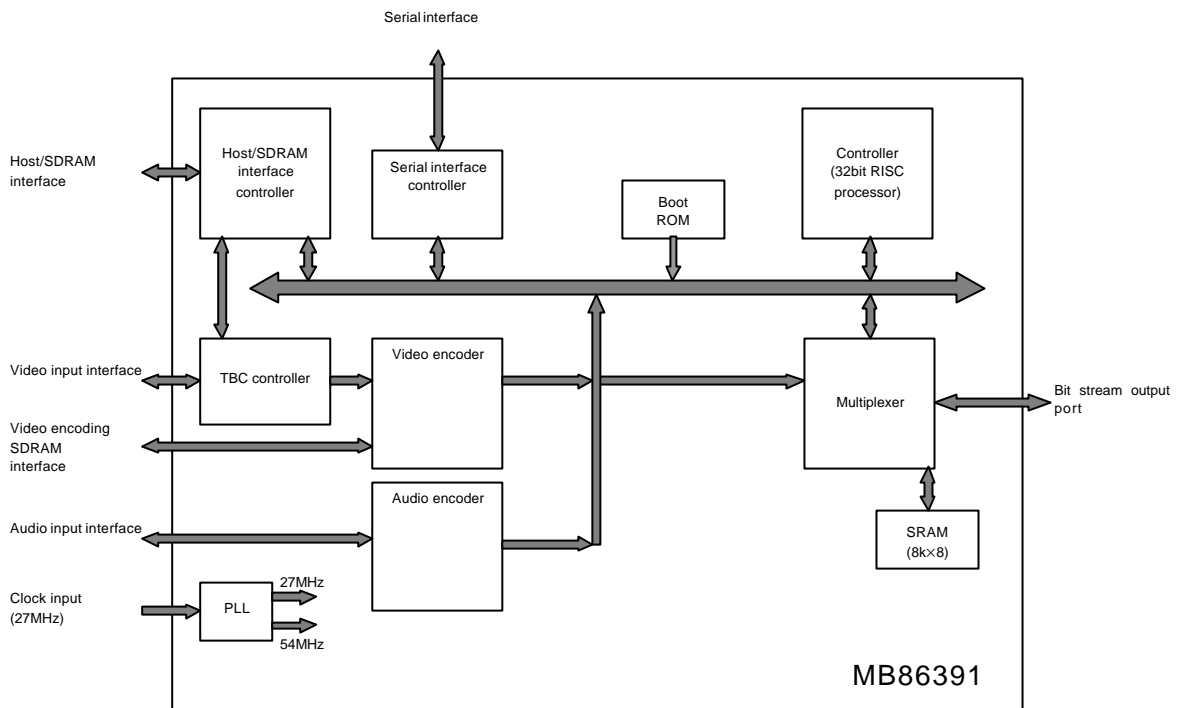 Serial interface
Host/SDRAM
interface
Host/SDRAM
interface
controller
Serial interface
controller
Boot
ROM
Controller
(32bit RISC
processor)
Video input interface
TBC controller
Video encoder
Multiplexer
Bit stream output
port
Video encoding
SDRAM
interface
Audio input interface
Audio encoder
SRAM
(8k×8)
Clock input
(27MHz)
PLL
27MHz
54MHz
MB86391